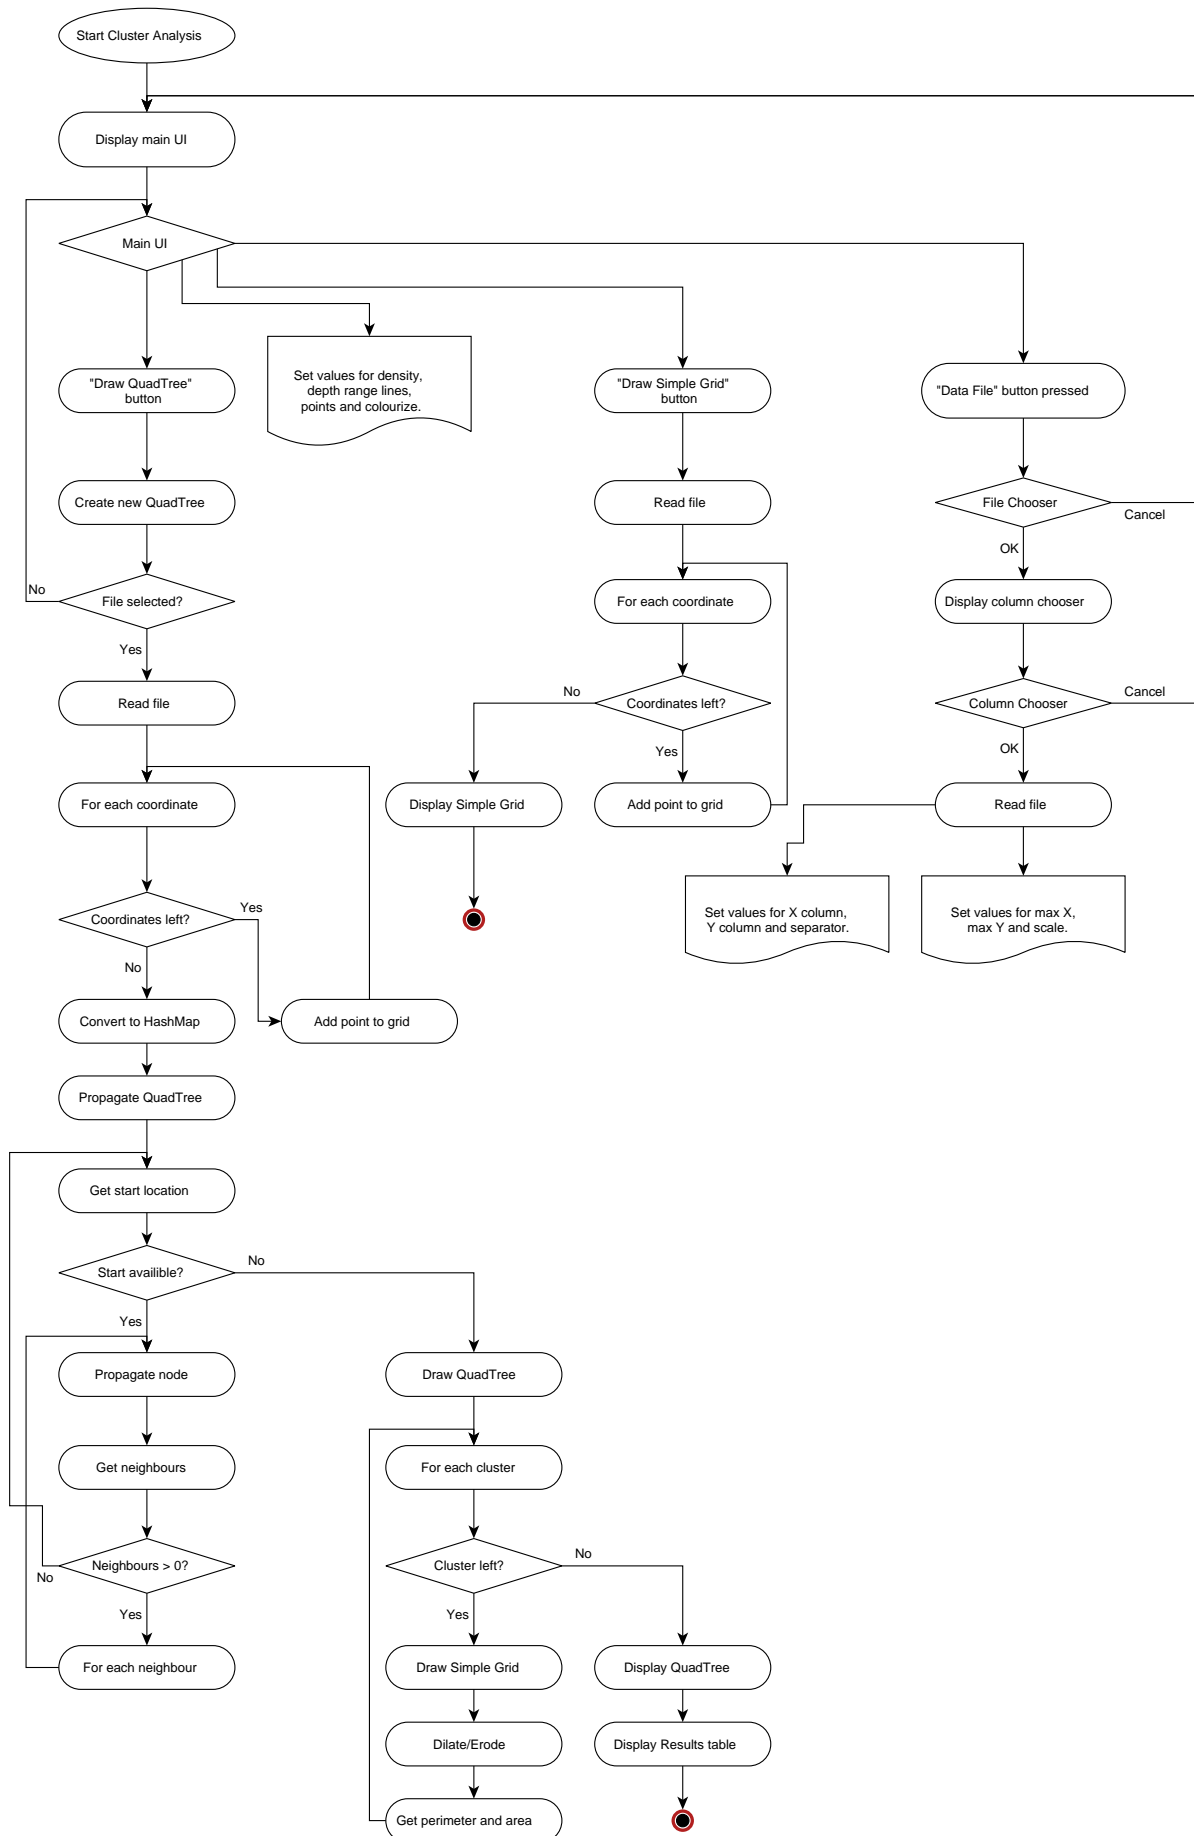 Start Cluster Analysis
Display main UI
Main UI
"Draw QuadTree"
button
Set values for density,
depth range lines,
points and colourize.
"Draw Simple Grid"
button
"Data File" button pressed
Create new QuadTree
Read file
File Chooser
Cancel
OK
No
File selected?
For each coordinate
Display column chooser
Yes
Read file
No
Coordinates left?
Column Chooser
Cancel
Yes
OK
For each coordinate
Display Simple Grid
Add point to grid
Read file
Coordinates left?
Yes
Set values for X column,
Y column and separator.
Set values for max X,
max Y and scale.
No
Convert to HashMap
Add point to grid
Propagate QuadTree
Get start location
Start availible?
No
Yes
Propagate node
Draw QuadTree
Get neighbours
For each cluster
Neighbours > 0?
No
Cluster left?
No
Yes
Yes
For each neighbour
Draw Simple Grid
Display QuadTree
Dilate/Erode
Display Results table
Get perimeter and area